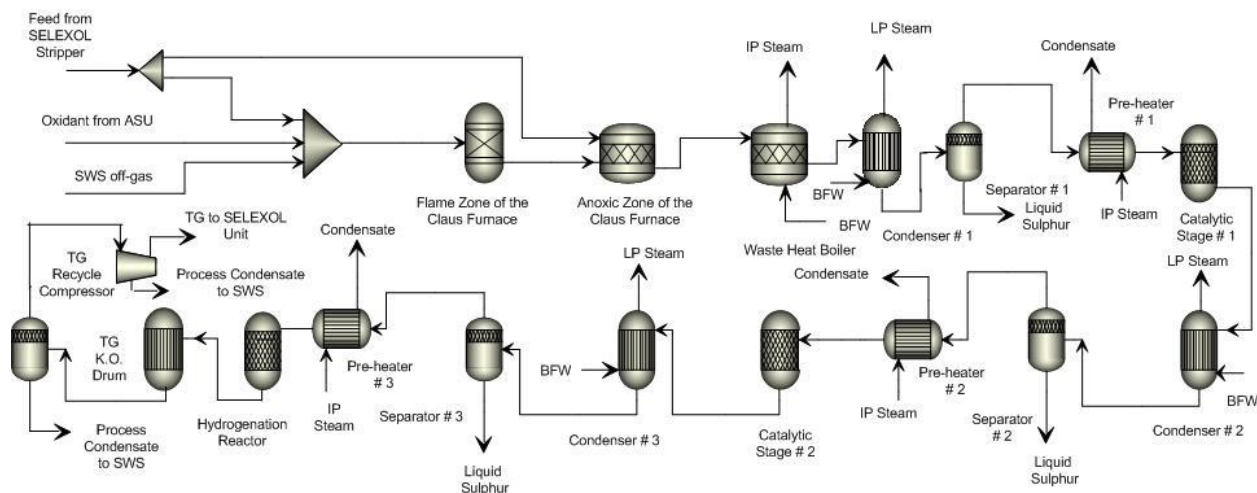 Feed from
SELEXOL
Stripper
Oxidant from ASU
SWS off-gas
Flame Zone of the
Claus Furnace
Anoxic Zone of the
Claus Furnace
IP Steam
BFW
Waste Heat Boiler
LP Steam
BFW
Condenser # 1
Separator # 1
Liquid
Sulphur
Condensate
Pre-heater
# 1
IP Steam
Catalytic
Stage # 1
LP Steam
BFW
Condenser # 2
Separator
# 2
Liquid
Sulphur
Condensate
Pre-heater
# 2
IP Steam
Catalytic
Stage # 2
LP Steam
BFW
Condenser # 3
Separator # 3
Liquid
Sulphur
Condensate
Pre-heater
# 3
IP
Steam
Hydrogenation
Reactor
TG
K.O.
Drum
Process
Condensate
to SWS
TG
Recycle
Compressor
TG to SELEXOL
Unit
Process Condensate
to SWS